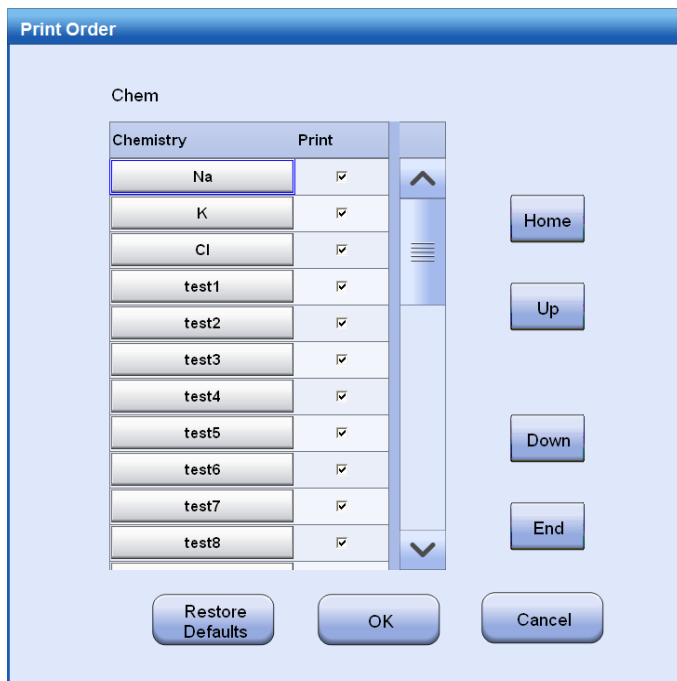 Print Order
Chem
Chemistry Print
Na
K
Cl
test1
test2
test3
test4
test5
test6
test7
test8
Home
Up
Down
End
Restore
Defaults
OK
Cancel